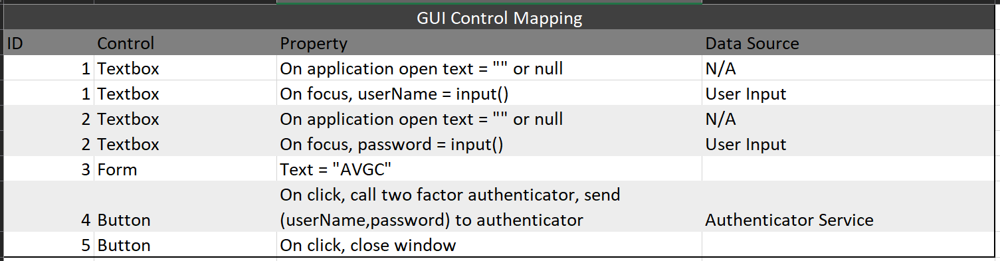 GUI Control Mapping
ID Control Property Data Source
1 Textbox On application open text = "" or null N/A
1 Textbox On focus, userName = input() User Input
2 Textbox On application open text = "" or null N/A
2 Textbox On focus, password = input() User Input
3 Form Text = "AVGC"
On click, call two factor authenticator, send
4 Button (userName,password) to authenticator Authenticator Service
5 Button On click, close window